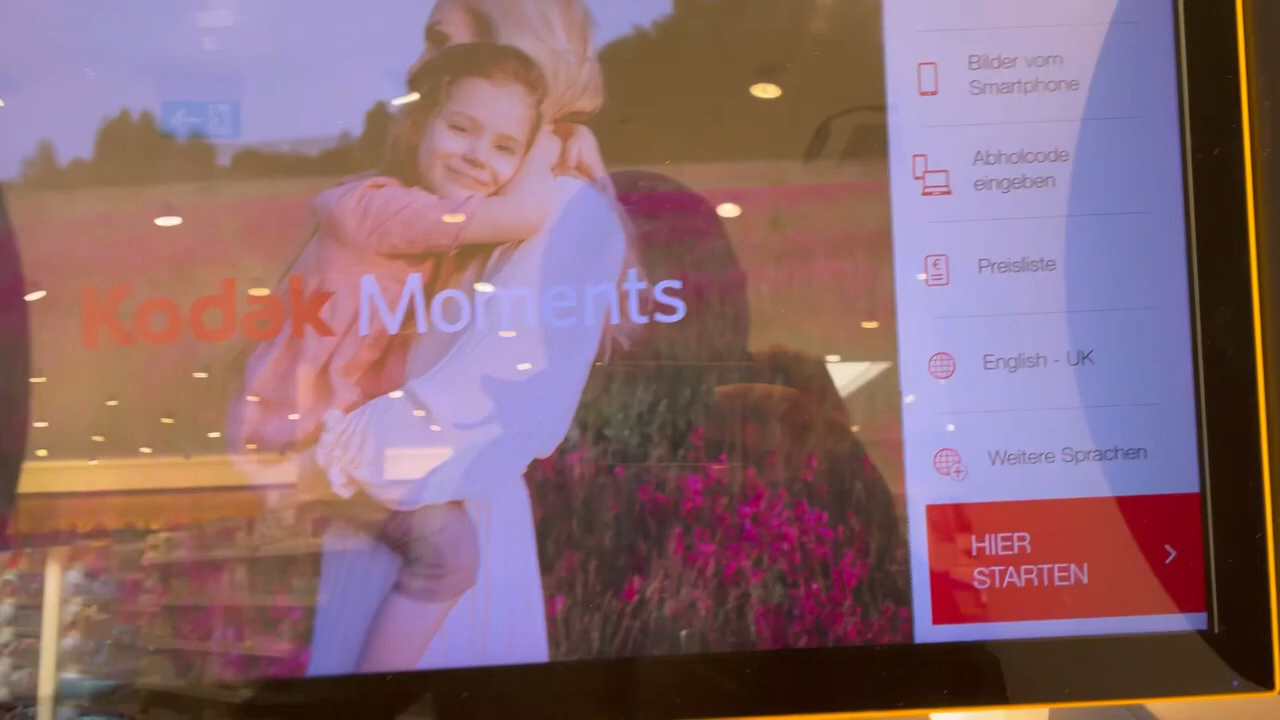 Kodak Moments
Bilder vom
Smartphone
Abholcode
eingeben
Preisliste
English - UK
Weitere Sprachen
HIER
STARTEN